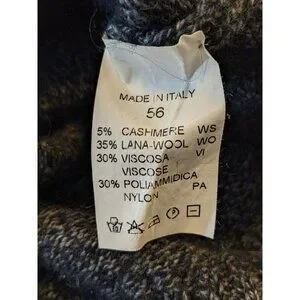 MADE IN ITALY
56
5% CASHMERE WS
35% LANA-WOOL WO
30% VISCOSA VI
VISCOSE
30% POLIAMMIDICA PA
NYLON